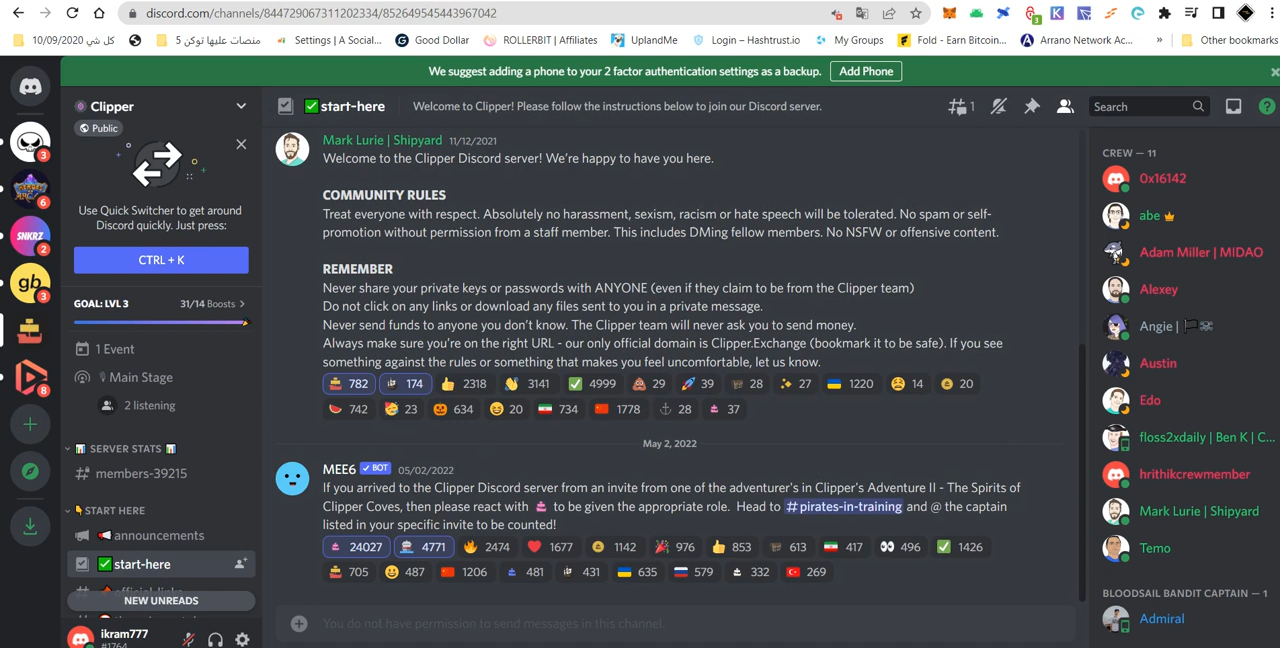 discord.com/channels/844729067311202334/852649545443967042
3
كل شي 10/09/2020
منصات عليها توكن 5
Settings | A Social...
Good Dollar
ROLLERBIT | Affiliates
UplandMe
Login – Hashtrust.io
My Groups
Fold - Earn Bitcoin...
Arrano Network Ac...
»
Other bookmarks
We suggest adding a phone to your 2 factor authentication settings as a backup.
Add Phone
Clipper
Public
Use Quick Switcher to get around
Discord quickly. Just press:
CTRL + K
GOAL: LVL 3
31/14 Boosts
1 Event
Main Stage
2 listening
SERVER STATS
members-39215
START HERE
announcements
start-here
NEW UNREADS
ikram777
#1764
3
6
SNKRZ
2
gb
3
8
start-here
Welcome to Clipper! Please follow the instructions below to join our Discord server.
1
Search
Mark Lurie | Shipyard 11/12/2021
Welcome to the Clipper Discord server! We're happy to have you here.
COMMUNITY RULES
Treat everyone with respect. Absolutely no harassment, sexism, racism or hate speech will be tolerated. No spam or self-
promotion without permission from a staff member. This includes DMing fellow members. No NSFW or offensive content.
REMEMBER
Never share your private keys or passwords with ANYONE (even if they claim to be from the Clipper team)
Do not click on any links or download any files sent to you in a private message.
Never send funds to anyone you don't know. The Clipper team will never ask you to send money.
Always make sure you're on the right URL - our only official domain is Clipper.Exchange (bookmark it to be safe). If you see
something against the rules or something that makes you feel uncomfortable, let us know.
782 174 2318 3141 4999 29 39 28 27 1220 14 20
742 23 634 20 734 1778 28 37
May 2, 2022
MEE6 BOT 05/02/2022
If you arrived to the Clipper Discord server from an invite from one of the adventurer's in Clipper's Adventure II - The Spirits of
Clipper Coves, then please react with to be given the appropriate role. Head to #pirates-in-training and @ the captain
listed in your specific invite to be counted!
24027 4771 2474 1677 1142 976 853 613 417 496 1426
705 487 1206 481 431 635 579 332 269
You do not have permission to send messages in this channel.
CREW — 11
0x16142
abe
Adam Miller | MIDAO
Alexey
Angie |
Austin
Edo
floss2xdaily | Ben K | C...
hrithikcrewmember
Mark Lurie | Shipyard
Temo
BLOODSAIL BANDIT CAPTAIN — 1
Admiral